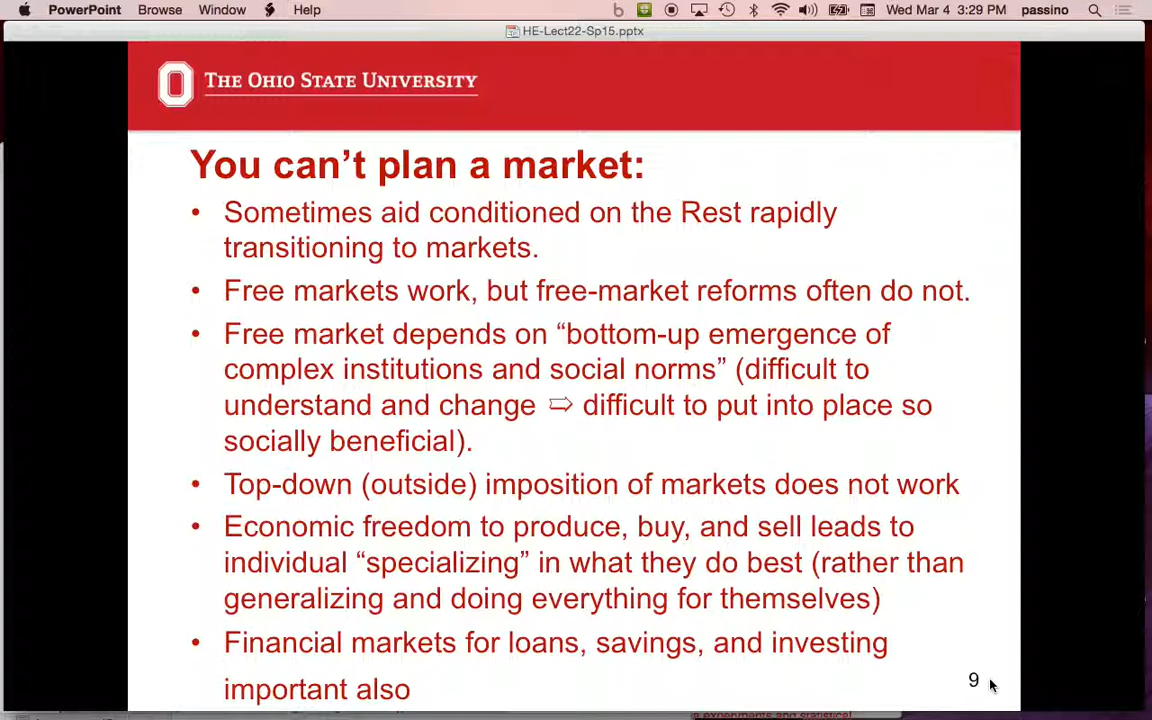 PowerPoint Browse Window Help Wed Mar 4 3:29 PM passino
HE-Lect22-Sp15.pptx
THE OHIO STATE UNIVERSITY
You can't plan a market:
• Sometimes aid conditioned on the Rest rapidly
transitioning to markets.
• Free markets work, but free-market reforms often do not.
• Free market depends on “bottom-up emergence of
complex institutions and social norms” (difficult to
understand and change ⇨ difficult to put into place so
socially beneficial).
• Top-down (outside) imposition of markets does not work
• Economic freedom to produce, buy, and sell leads to
individual “specializing” in what they do best (rather than
generalizing and doing everything for themselves)
• Financial markets for loans, savings, and investing
important also
9